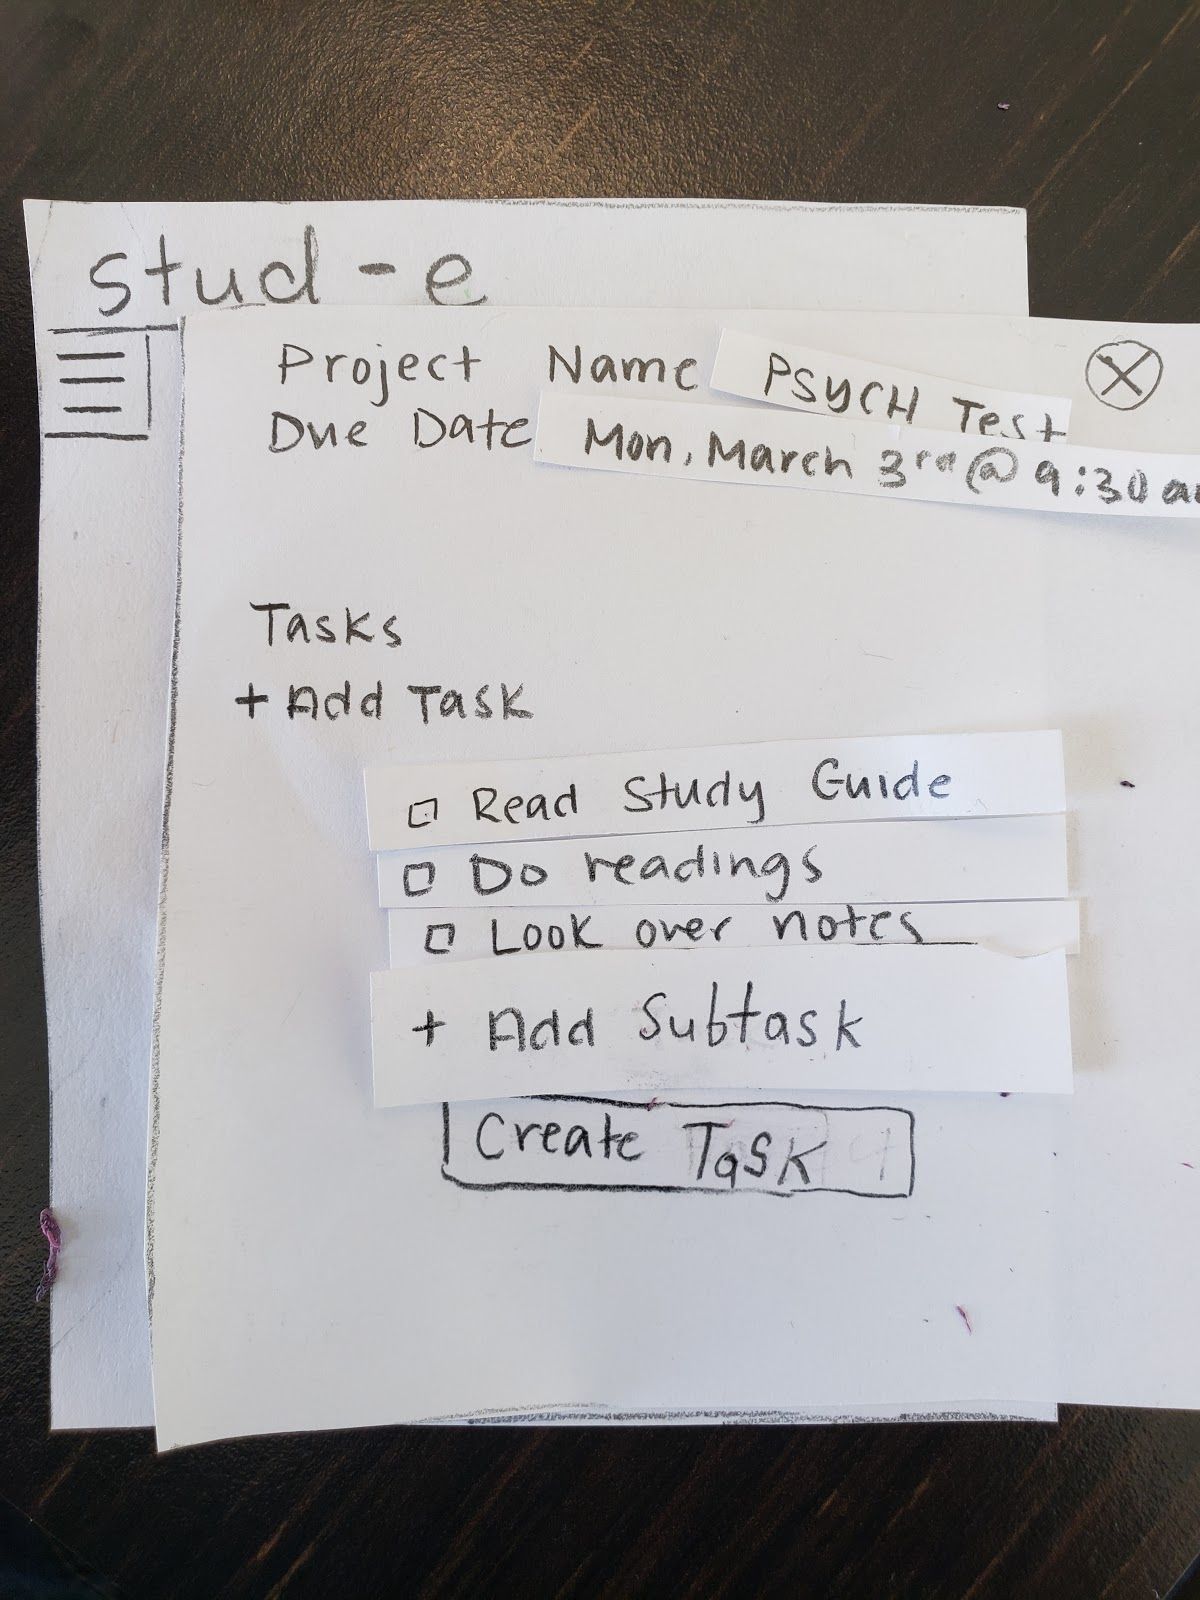 stud-e
Project Name PSYCH Test
Due Date Mon, March 3rd @ 9:30 a
Tasks
+ Add Task
Read Study Guide
Do readings
Look over notes
+ Add Subtask
Create Task